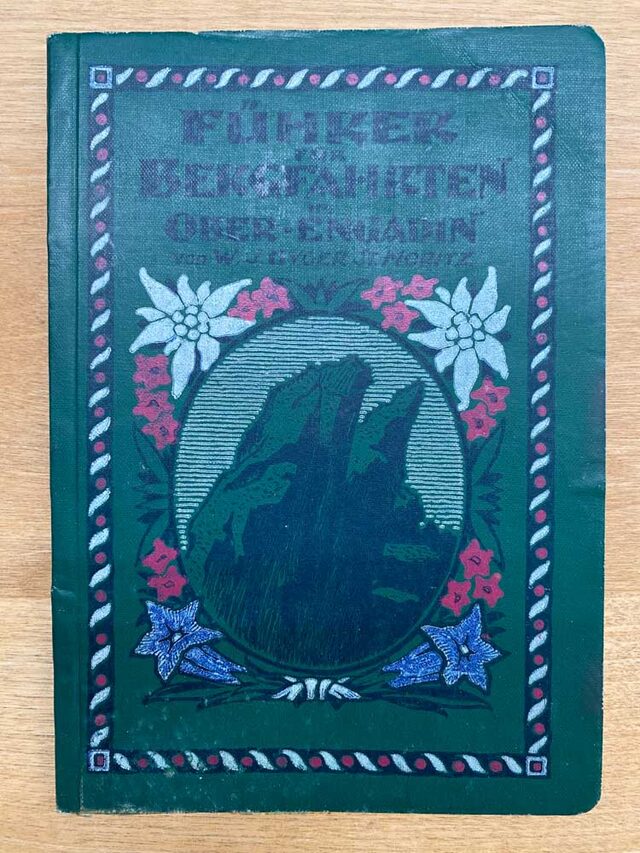 FÜHRER
FÜR
BERGFAHRTEN
IM
OBER-ENGADIN
VON W. J. GYGER ST. MORITZ